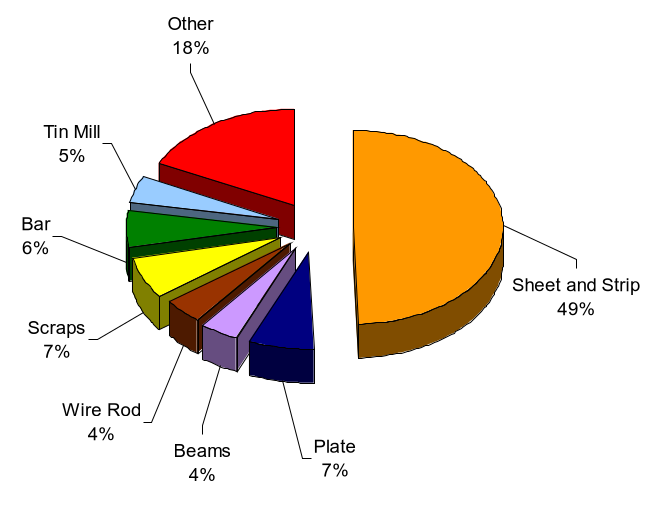 Other
18%
Tin Mill
5%
Bar
6%
Sheet and Strip
49%
Scraps
7%
Wire Rod
4%
Beams
4%
Plate
7%